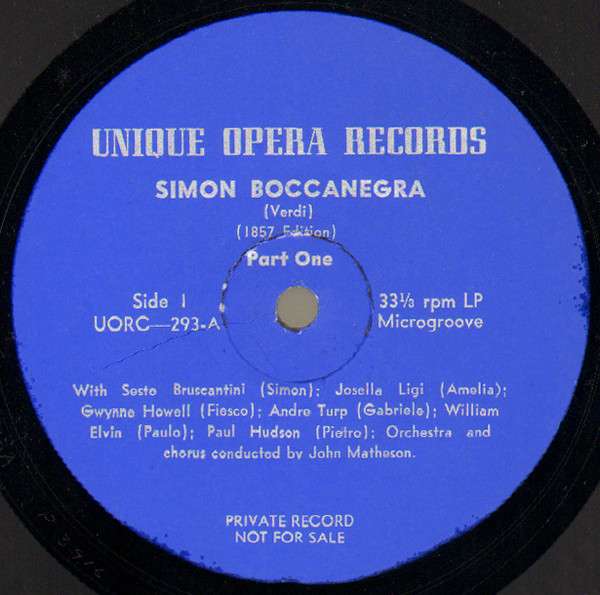 UNIQUE OPERA RECORDS
SIMON BOCCANEGRA
(Verdi)
(1857 Edition)
Part One
Side 1 33⅓ rpm LP
UORC—293-A Microgroove
With Sesto Bruscantini (Simon); Josella Ligi (Amelia);
Gwynne Howell (Fiesco); Andre Turp (Gabriele); William
Elvin (Paulo); Paul Hudson (Pietro); Orchestra and
chorus conducted by John Matheson.
PRIVATE RECORD
NOT FOR SALE